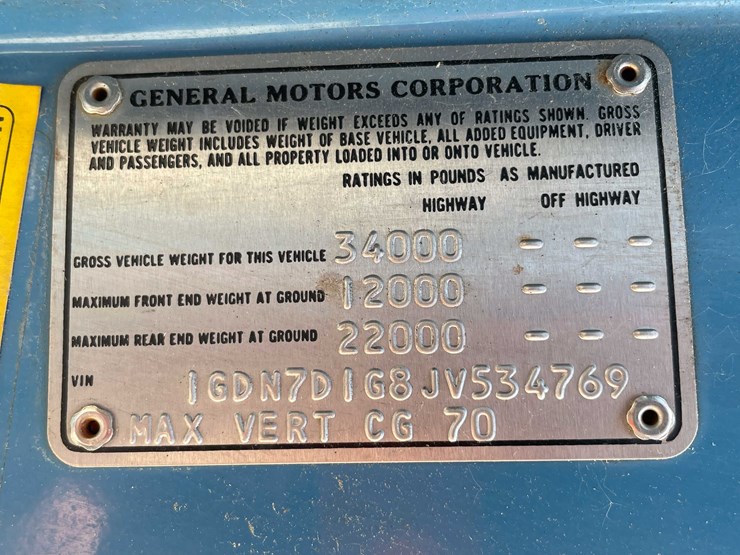 GENERAL MOTORS CORPORATION
WARRANTY MAY BE VOIDED IF WEIGHT EXCEEDS ANY OF RATINGS SHOWN. GROSS
VEHICLE WEIGHT INCLUDES WEIGHT OF BASE VEHICLE, ALL ADDED EQUIPMENT, DRIVER
AND PASSENGERS, AND ALL PROPERTY LOADED INTO OR ONTO VEHICLE.
RATINGS IN POUNDS AS MANUFACTURED
HIGHWAY OFF HIGHWAY
GROSS VEHICLE WEIGHT FOR THIS VEHICLE 34000 - - -
MAXIMUM FRONT END WEIGHT AT GROUND 12000 - - -
MAXIMUM REAR END WEIGHT AT GROUND 22000 - - -
VIN 1GDN7D1G8JV534769
MAX VERT CG 70